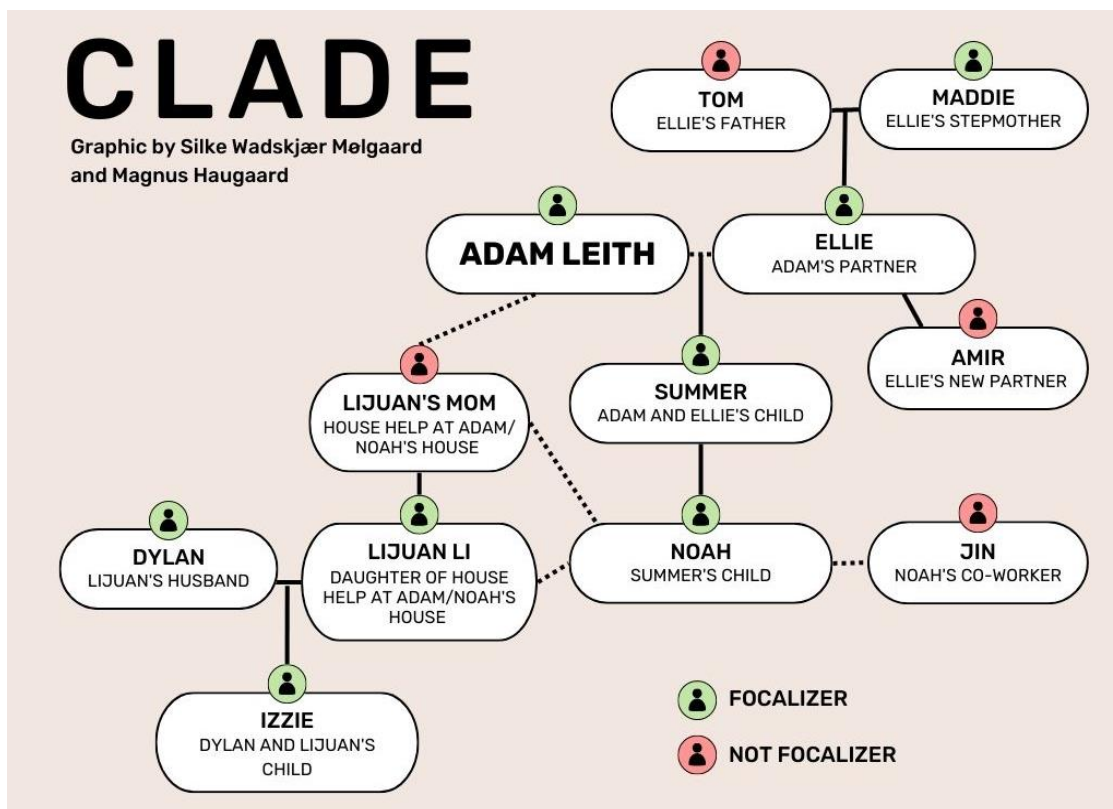 CLADE
Graphic by Silke Wadskjær Mølgaard
and Magnus Haugaard
TOM
ELLIE'S FATHER
MADDIE
ELLIE'S STEPMOTHER
ADAM LEITH
ELLIE
ADAM'S PARTNER
AMIR
ELLIE'S NEW PARTNER
LIJUAN'S MOM
HOUSE HELP AT ADAM/
NOAH'S HOUSE
SUMMER
ADAM AND ELLIE'S CHILD
DYLAN
LIJUAN'S HUSBAND
LIJUAN LI
DAUGHTER OF HOUSE
HELP AT ADAM/NOAH'S
HOUSE
NOAH
SUMMER'S CHILD
JIN
NOAH'S CO-WORKER
IZZIE
DYLAN AND LIJUAN'S
CHILD
FOCALIZER
NOT FOCALIZER